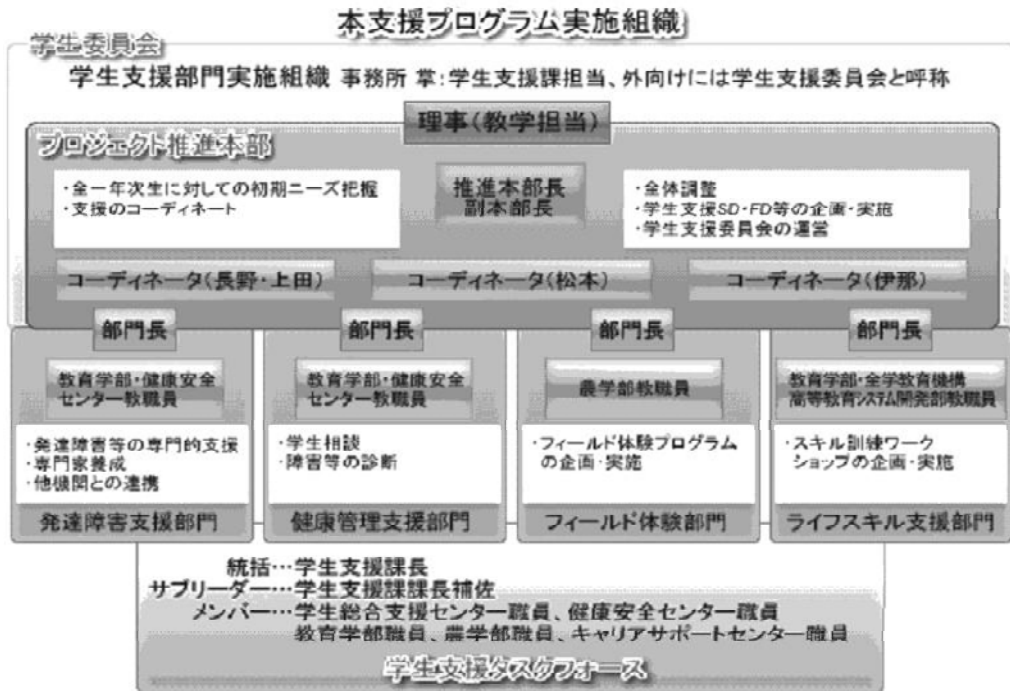 本支援プログラム実施組織
学生委員会
学生支援部門実施組織 事務所 掌:学生支援課担当、外向けには学生支援委員会と呼称
理事(教学担当)
プロジェクト推進本部
・全一年次生に対しての初期ニーズ把握
・支援のコーディネート
推進本部長
副本部長
・全体調整
・学生支援SD・FD等の企画・実施
・学生支援委員会の運営
コーディネータ(長野・上田)
コーディネータ(松本)
コーディネータ(伊那)
部門長
教育学部・健康安全
センター教職員
・発達障害等の専門的支援
・専門家養成
・他機関との連携
発達障害支援部門
部門長
教育学部・健康安全
センター教職員
・学生相談
・障害等の診断
健康管理支援部門
部門長
農学部教職員
・フィールド体験プログラム
の企画・実施
フィールド体験部門
部門長
教育学部・全学教育機構
高等教育システム開発部教職員
・スキル訓練ワーク
ショップの企画・実施
ライフスキル支援部門
統括…学生支援課長
サブリーダー…学生支援課課長補佐
メンバー…学生総合支援センター職員、健康安全センター職員
教育学部職員、農学部職員、キャリアサポートセンター職員
学生支援タスクフォース